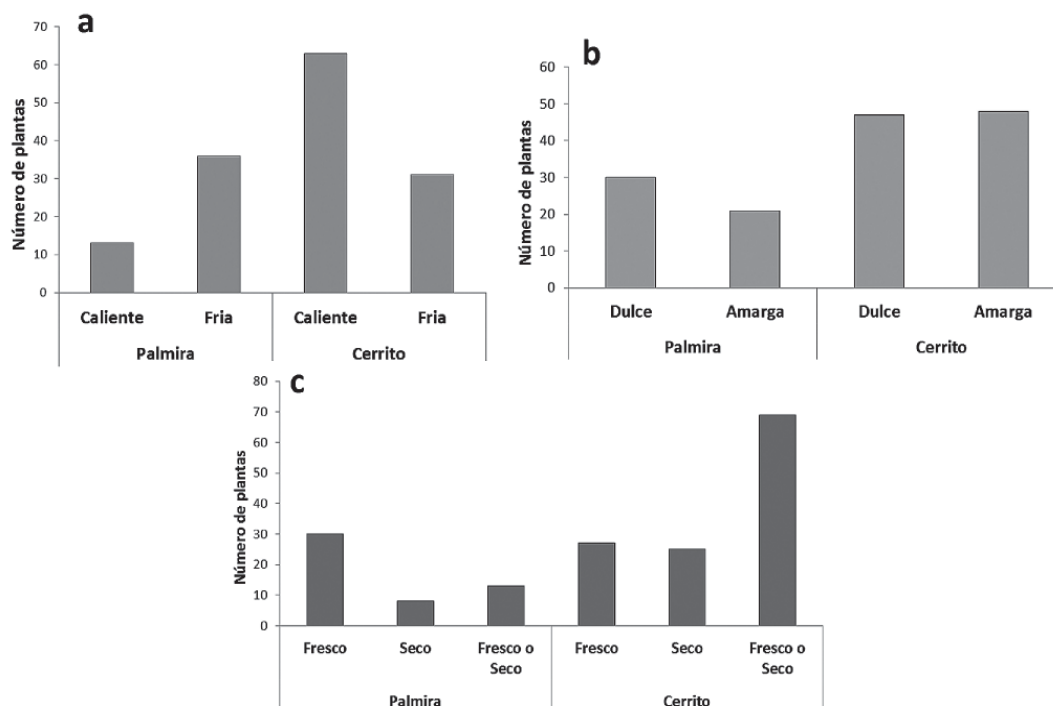 a
70
60
50
40
30
20
10
0
Número de plantas
Caliente Fria Caliente Fria
Palmira Cerrito
b
60
50
40
30
20
10
0
Número de plantas
Dulce Amarga Dulce Amarga
Palmira Cerrito
c
80
70
60
50
40
30
20
10
0
Número de plantas
Fresco Seco Fresco o Seco Fresco Seco Fresco o Seco
Palmira Cerrito